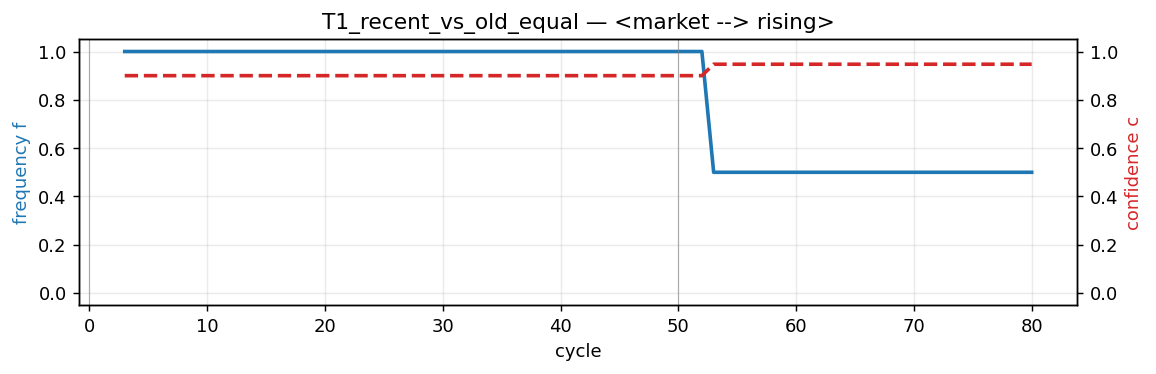 T1_recent_vs_old_equal — <market --> rising>
frequency f
1.0
0.8
0.6
0.4
0.2
0.0
1.0
0.8
0.6
0.4
0.2
0.0
confidence c
0 10 20 30 40 50 60 70 80
cycle